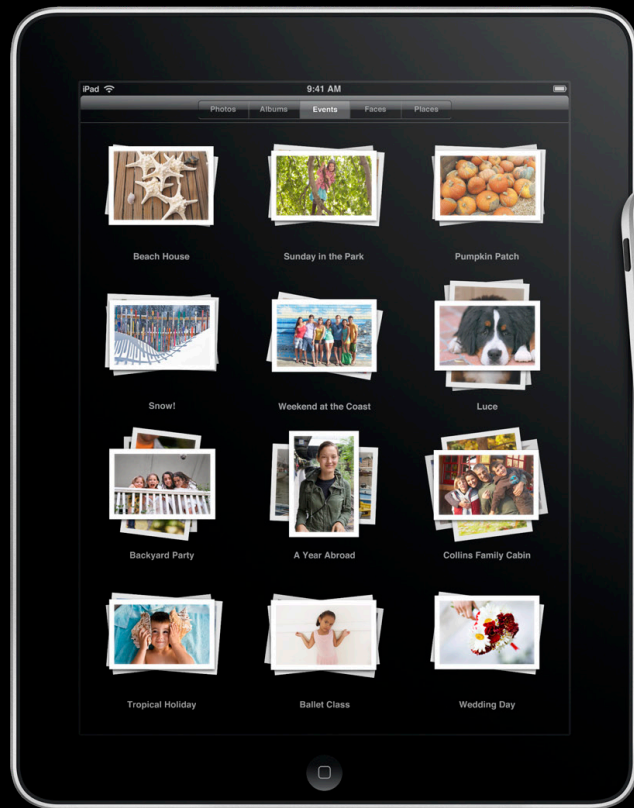 iPad 9:41 AM
Photos Albums Events Faces Places
Beach House Sunday in the Park Pumpkin Patch
Snow! Weekend at the Coast Luce
Backyard Party A Year Abroad Collins Family Cabin
Tropical Holiday Ballet Class Wedding Day